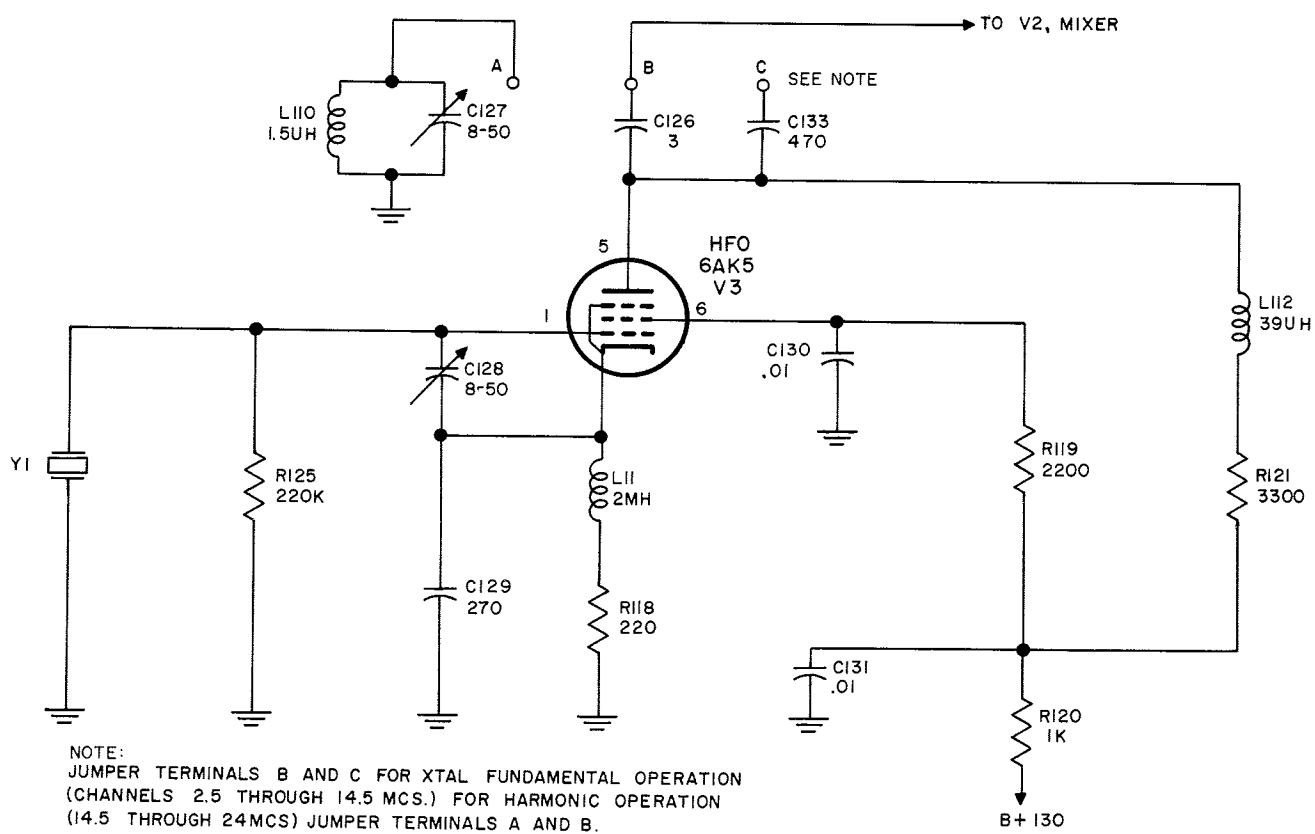 TO V2, MIXER
A
B
C
SEE NOTE
L110
1.5UH
C127
8-50
C126
3
C133
470
5
HFO
6AK5
V3
1
6
L112
39UH
C130
.01
C128
8-50
Y1
R125
220K
L11
2MH
R119
2200
R121
3300
C129
270
R118
220
C131
.01
R120
1K
B+130
NOTE:
JUMPER TERMINALS B AND C FOR XTAL FUNDAMENTAL OPERATION
(CHANNELS 2.5 THROUGH 14.5 MCS.) FOR HARMONIC OPERATION
(14.5 THROUGH 24MCS) JUMPER TERMINALS A AND B.